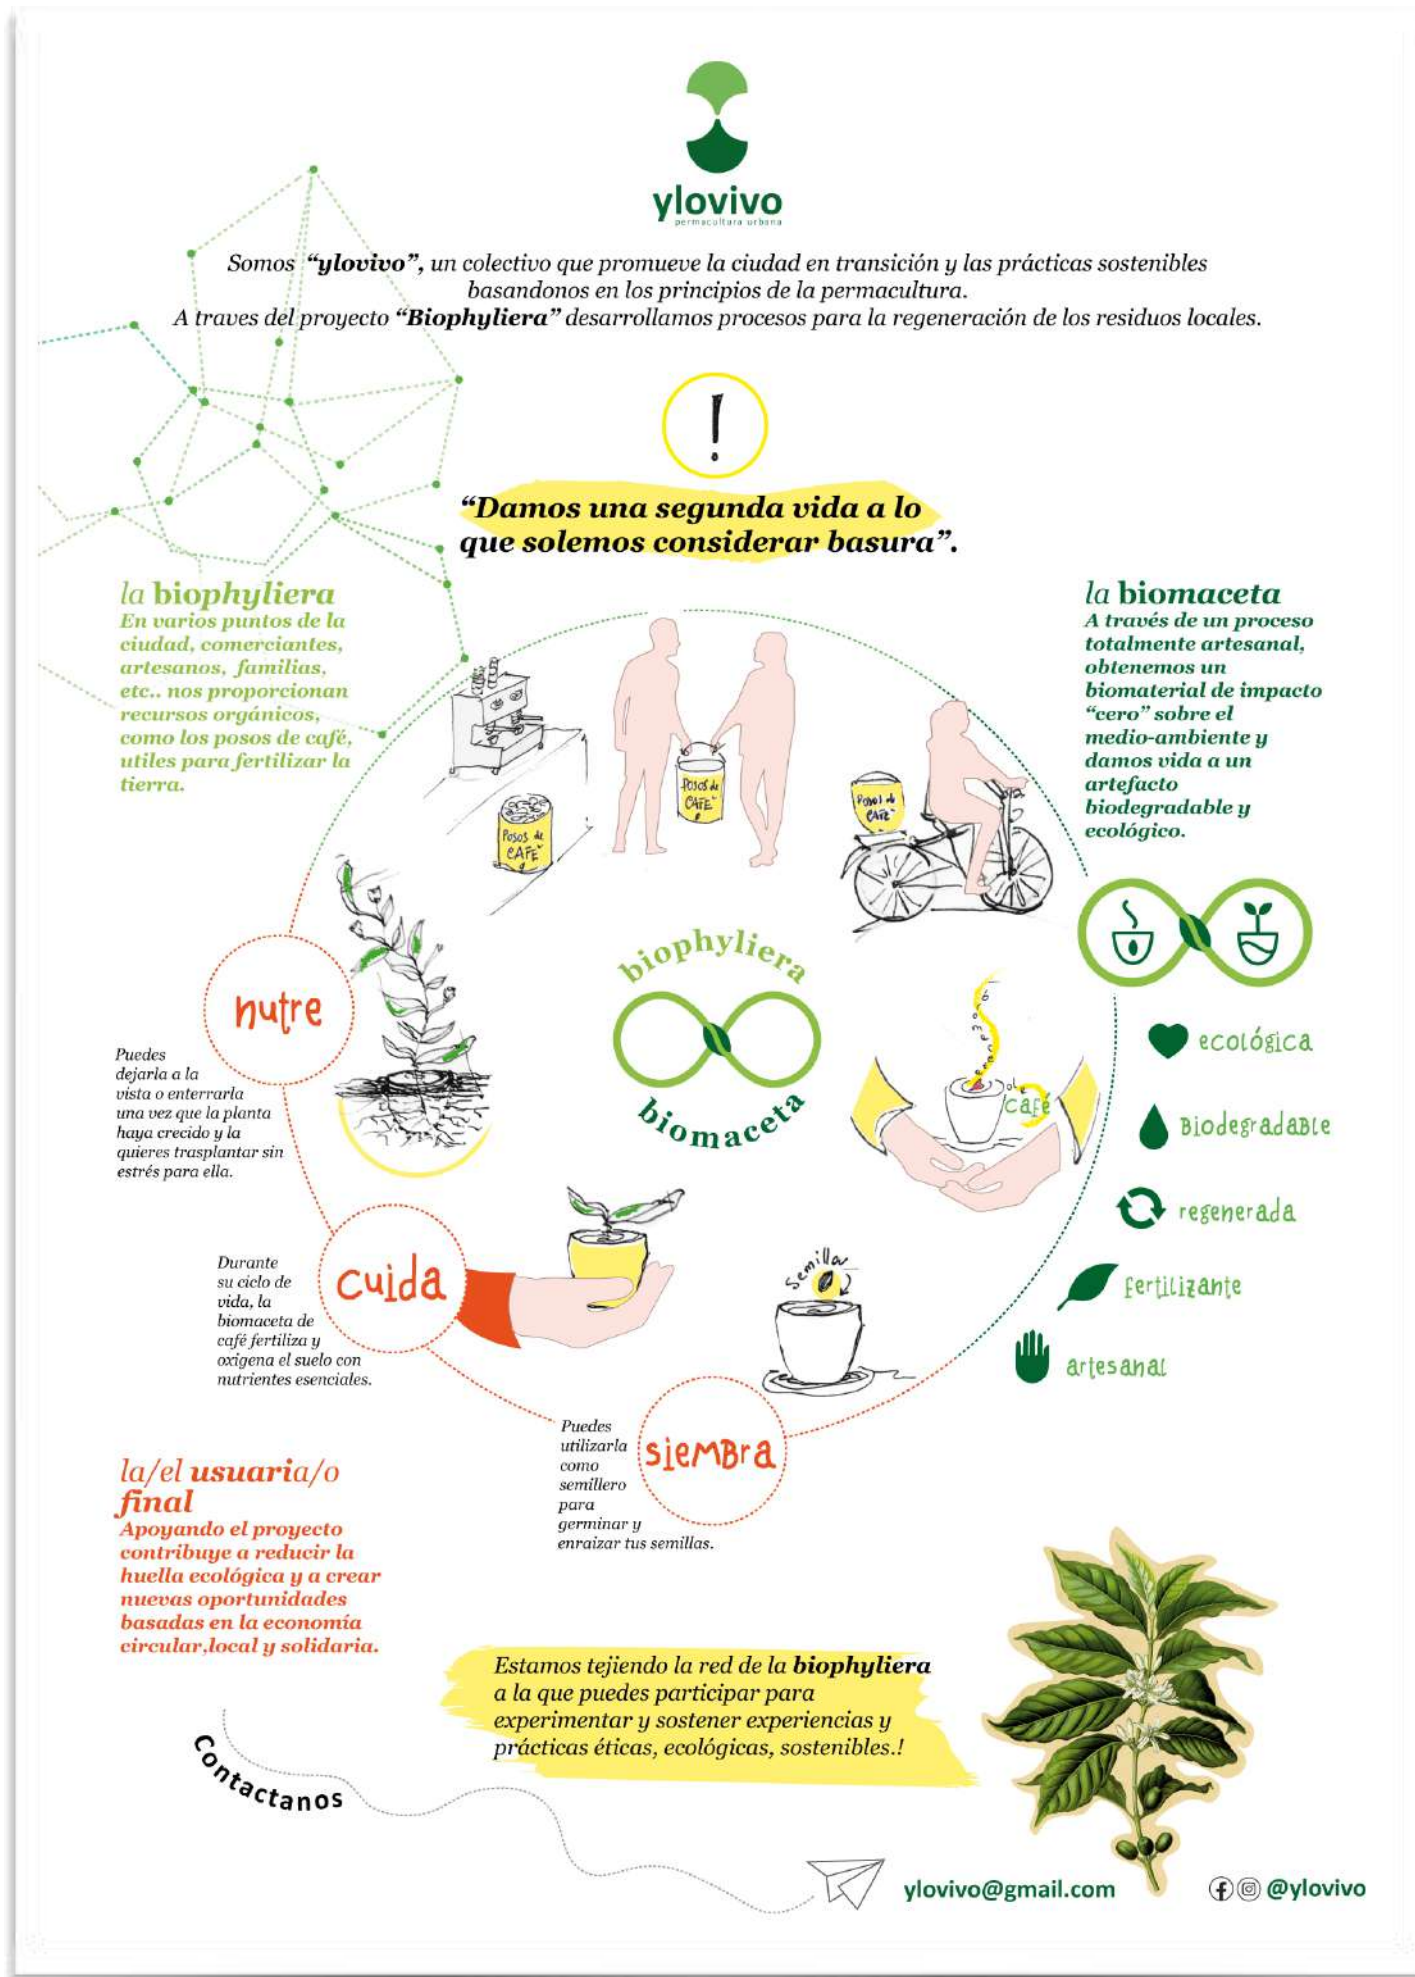 ylovivo
permacultura urbana
Somos “ylovivo”, un colectivo que promueve la ciudad en transición y las prácticas sostenibles
basandonos en los principios de la permacultura.
A traves del proyecto “Biophyliera” desarrollamos procesos para la regeneración de los residuos locales.
!
“Damos una segunda vida a lo
que solemos considerar basura”.
la biophyliera
En varios puntos de la
ciudad, comerciantes,
artesanos, familias,
etc.. nos proporcionan
recursos orgánicos,
como los posos de café,
utiles para fertilizar la
tierra.
la biomaceta
A través de un proceso
totalmente artesanal,
obtenemos un
biomaterial de impacto
“cero” sobre el
medio-ambiente y
damos vida a un
artefacto
biodegradable y
ecológico.
Posos de
CAFE
Posos de
CAFE
Posos de
CAFE
biophyliera
biomaceta
nutre
Puedes
dejarla a la
vista o enterrarla
una vez que la planta
haya crecido y la
quieres trasplantar sin
estrés para ella.
de
café
ecológica
Biodegradable
regenerada
fertilizante
artesanal
cuida
Durante
su ciclo de
vida, la
biomaceta de
café fertiliza y
oxigena el suelo con
nutrientes esenciales.
Semilla
siembra
Puedes
utilizarla
como
semillero
para
germinar y
enraizar tus semillas.
la/el usuaria/o
final
Apoyando el proyecto
contribuye a reducir la
huella ecológica y a crear
nuevas oportunidades
basadas en la economía
circular,local y solidaria.
Estamos tejiendo la red de la biophyliera
a la que puedes participar para
experimentar y sostener experiencias y
prácticas éticas, ecológicas, sostenibles.!
Contactanos
ylovivo@gmail.com
@ylovivo